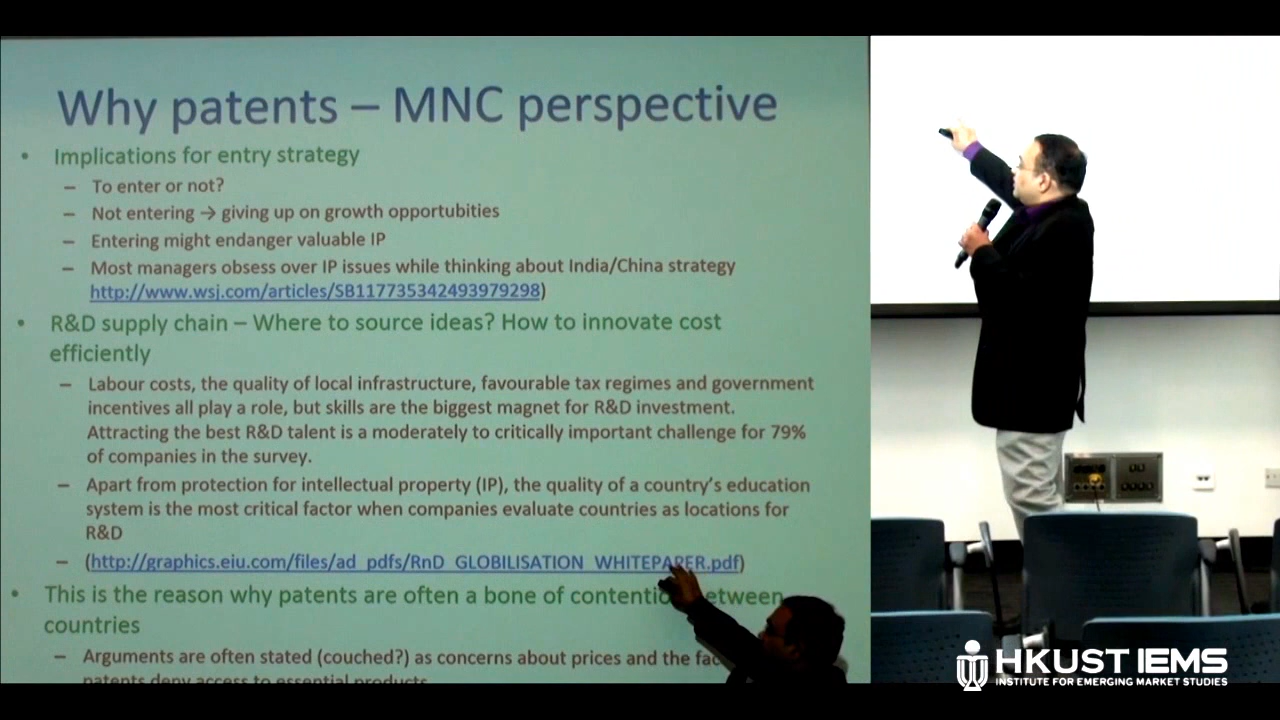 Why patents – MNC perspective
• Implications for entry strategy
– To enter or not?
– Not entering → giving up on growth opportubities
– Entering might endanger valuable IP
– Most managers obsess over IP issues while thinking about India/China strategy
http://www.wsj.com/articles/SB117735342493979298)
• R&D supply chain – Where to source ideas? How to innovate cost
efficiently
– Labour costs, the quality of local infrastructure, favourable tax regimes and government
incentives all play a role, but skills are the biggest magnet for R&D investment.
Attracting the best R&D talent is a moderately to critically important challenge for 79%
of companies in the survey.
– Apart from protection for intellectual property (IP), the quality of a country's education
system is the most critical factor when companies evaluate countries as locations for
R&D
– (http://graphics.eiu.com/files/ad_pdfs/RnD_GLOBILISATION_WHITEPAPER.pdf)
• This is the reason why patents are often a bone of contention between
countries
– Arguments are often stated (couched?) as concerns about prices and the
patents deny access to essential products
HKUST IEMS
INSTITUTE FOR EMERGING MARKET STUDIES